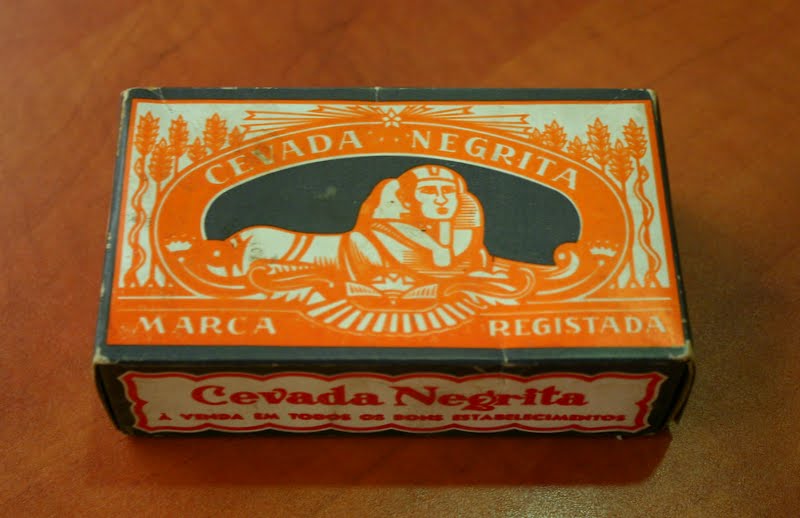 CEVADA NEGRITA
MARCA REGISTADA
Cevada Negrita
À VENDA EM TODOS OS BONS ESTABELECIMENTOS